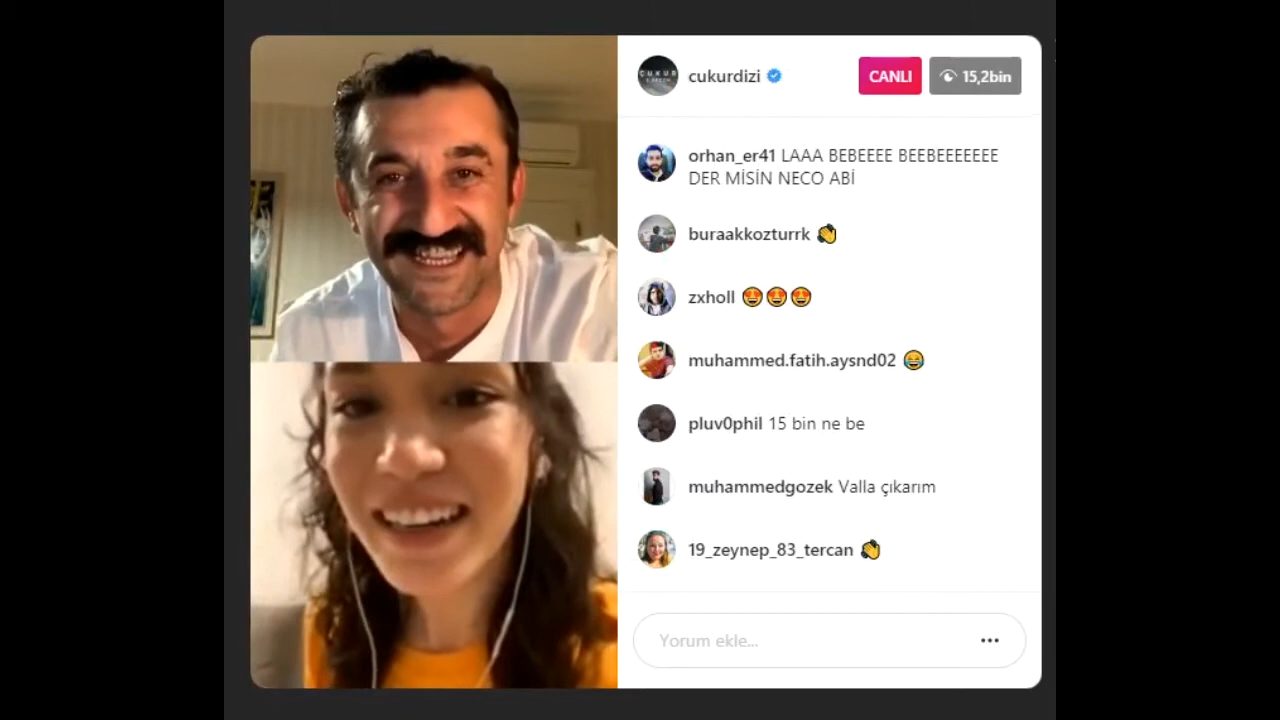 cukurdizi
CANLI
15,2bin
orhan_er41 LAAA BEBEEEE BEEBEEEEEEE
DER MİSİN NECO ABİ
buraakkozturrk 👏
zxholl 😍😍😍
muhammed.fatih.aysnd02 😂
pluv0phil 15 bin ne be
muhammedgozek Valla çıkarım
19_zeynep_83_tercan 👏
Yorum ekle...